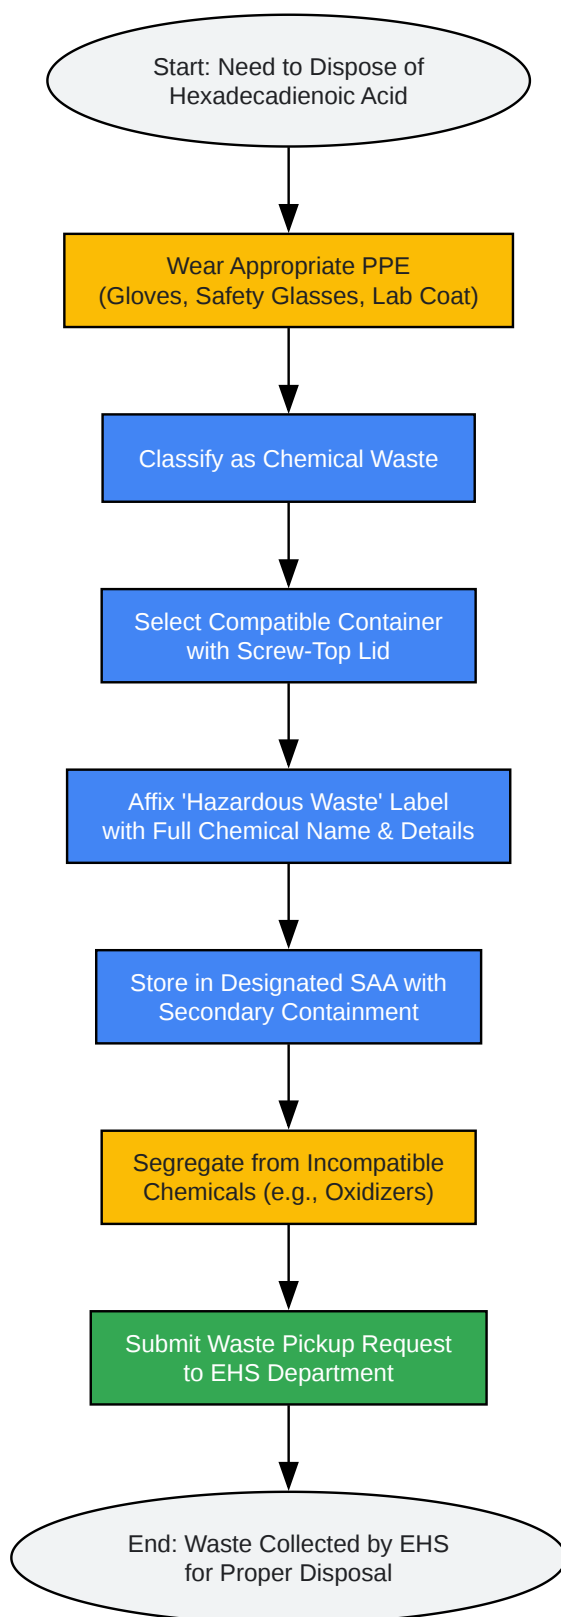 Start: Need to Dispose of
Hexadecadienoic Acid
Wear Appropriate PPE
(Gloves, Safety Glasses, Lab Coat)
Classify as Chemical Waste
Select Compatible Container
with Screw-Top Lid
Affix 'Hazardous Waste' Label
with Full Chemical Name & Details
Store in Designated SAA with
Secondary Containment
Segregate from Incompatible
Chemicals (e.g., Oxidizers)
Submit Waste Pickup Request
to EHS Department
End: Waste Collected by EHS
for Proper Disposal